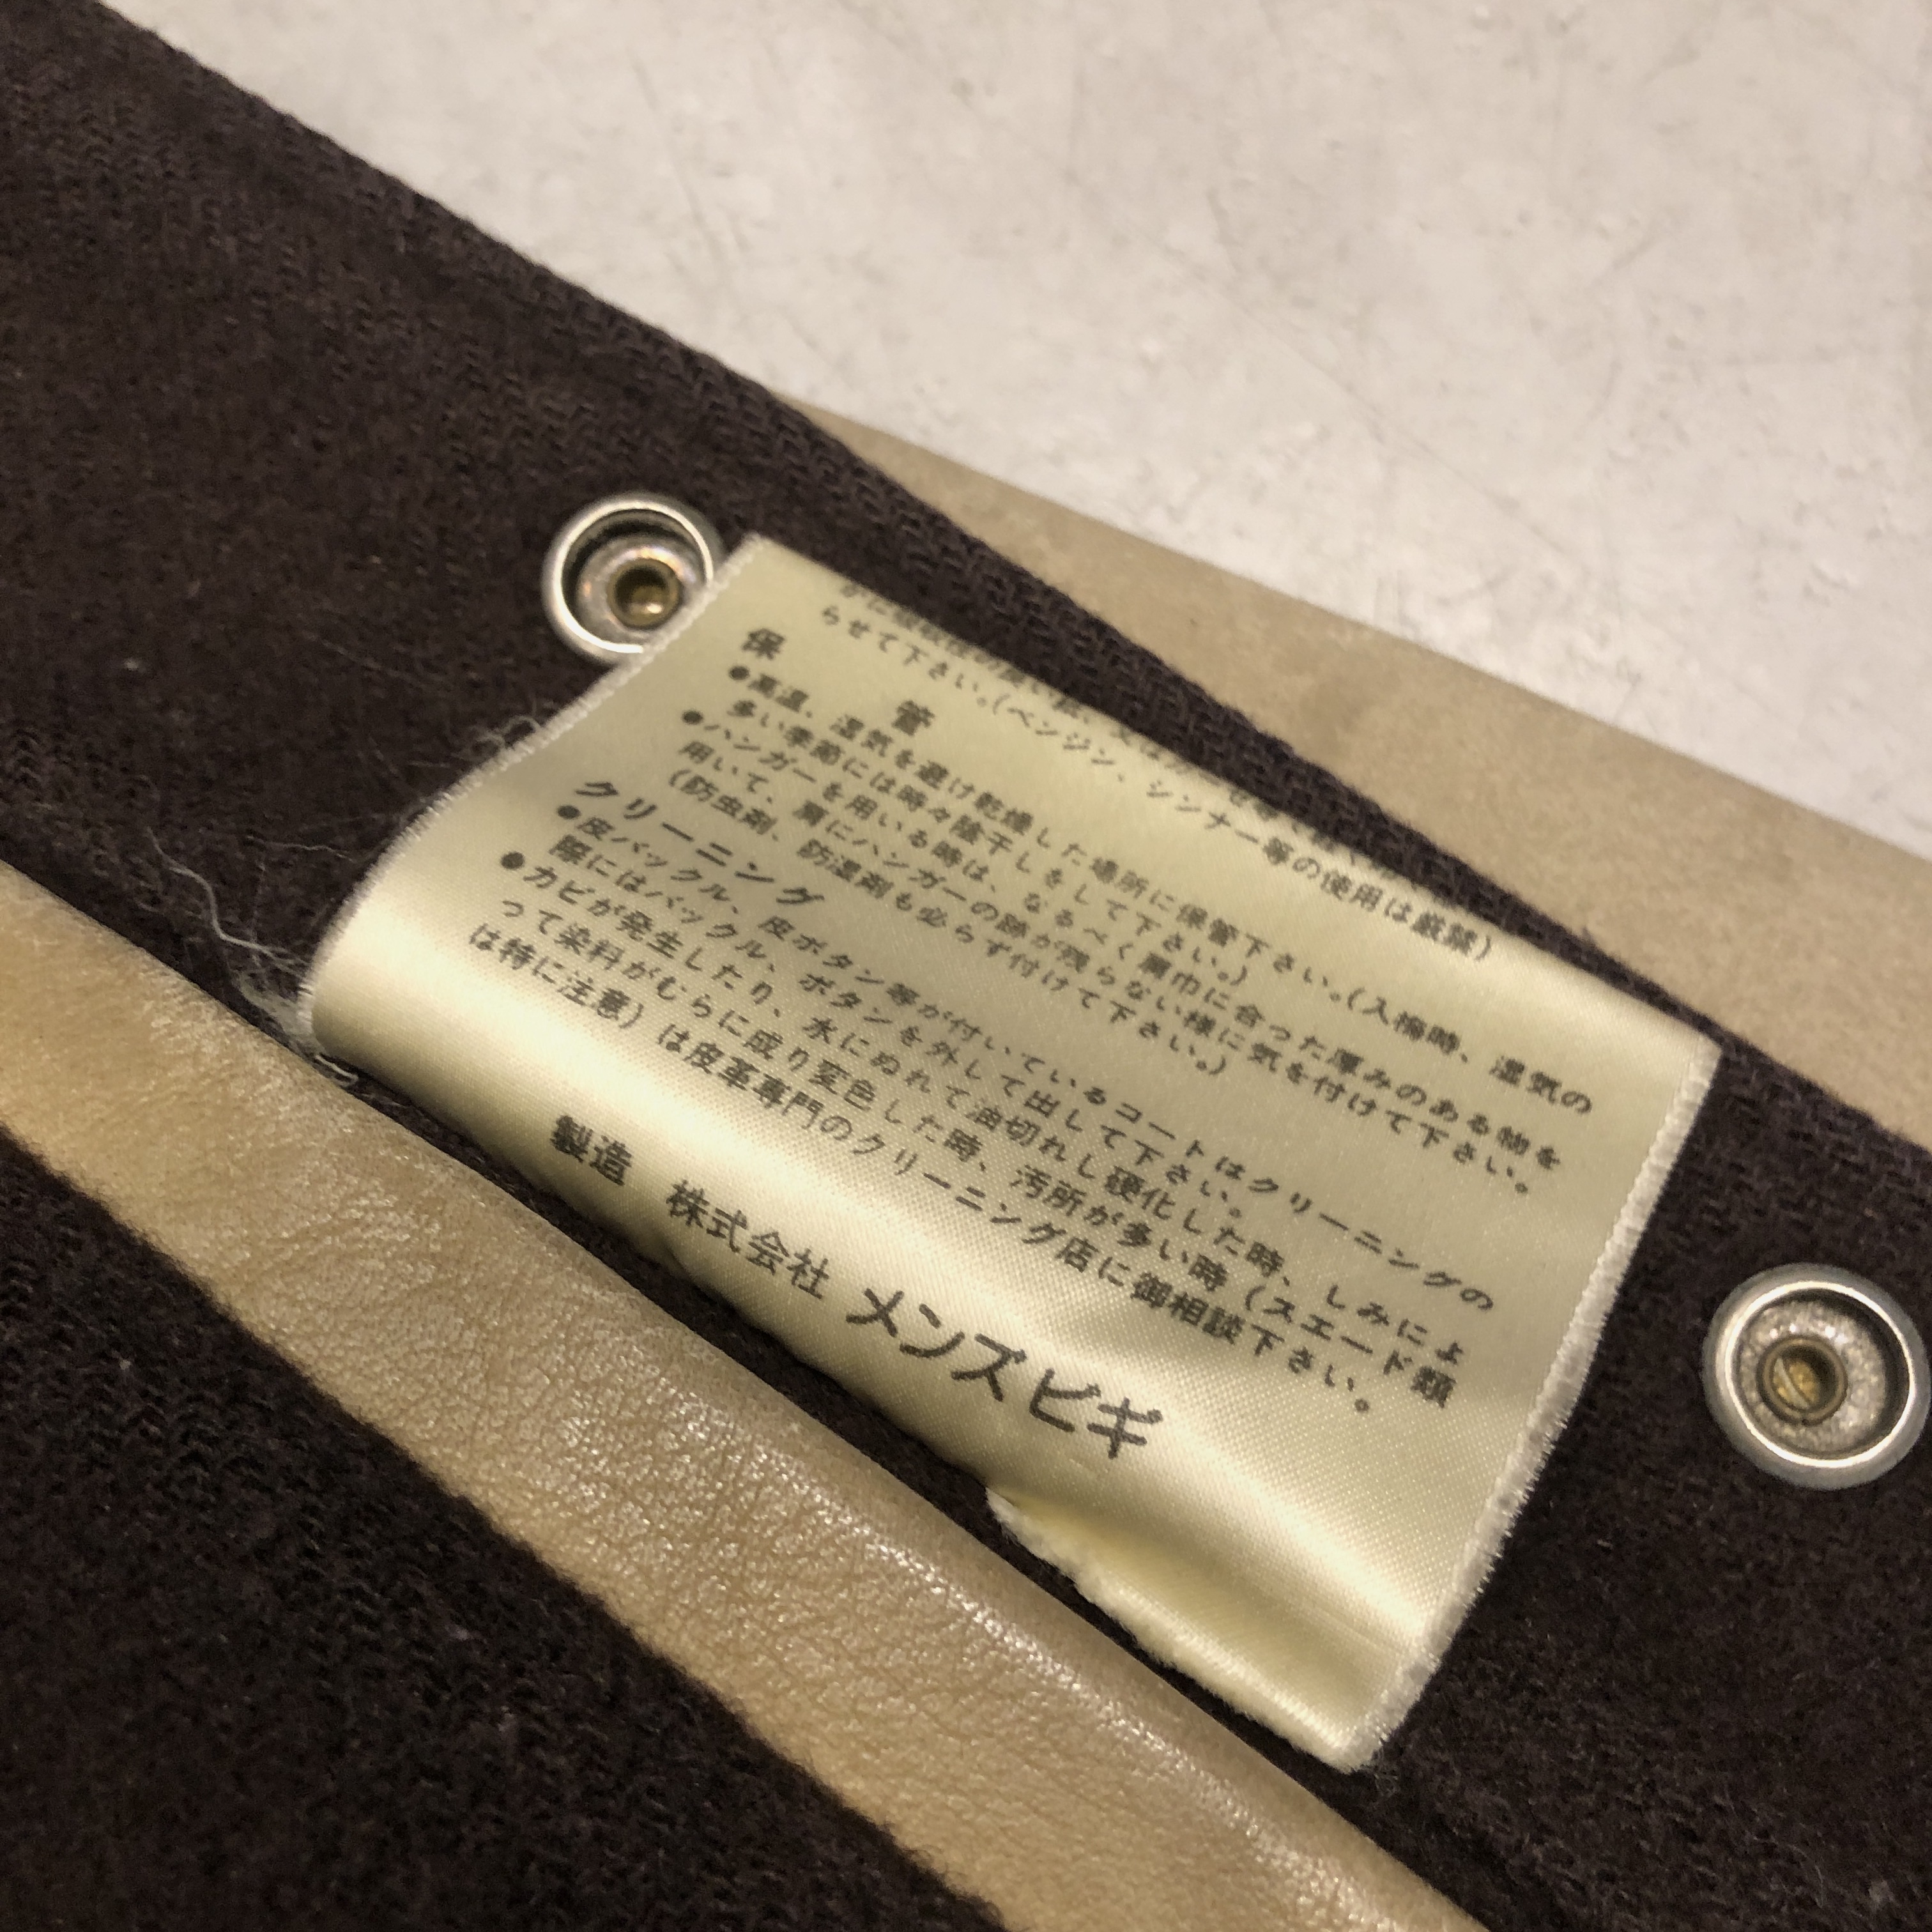 らせて下さい。(ベンジン、シンナー等の使用は厳禁)
保 管
●高温、湿気を避け乾燥した場所に保管下さい。(入梅時、湿気の
多い季節には時々陰干しをして下さい。)
●ハンガーを用いる時は、なるべく肩巾に合った厚みのある物を
用いて、肩にハンガーの跡が残らない様に気を付けて下さい。
(防虫剤、防湿剤も必らず付けて下さい。)
クリーニング
●皮バックル、皮ボタン等が付いているコートはクリーニングの
際にはバックル、ボタンを外して出して下さい。
●カビが発生したり、水にぬれて油切れし硬化した時、しみによ
って染料がむらに成り変色した時、汚所が多い時(スエード類
は特に注意)は皮革専門のクリーニング店に御相談下さい。
製造 株式会社 メンズビギ